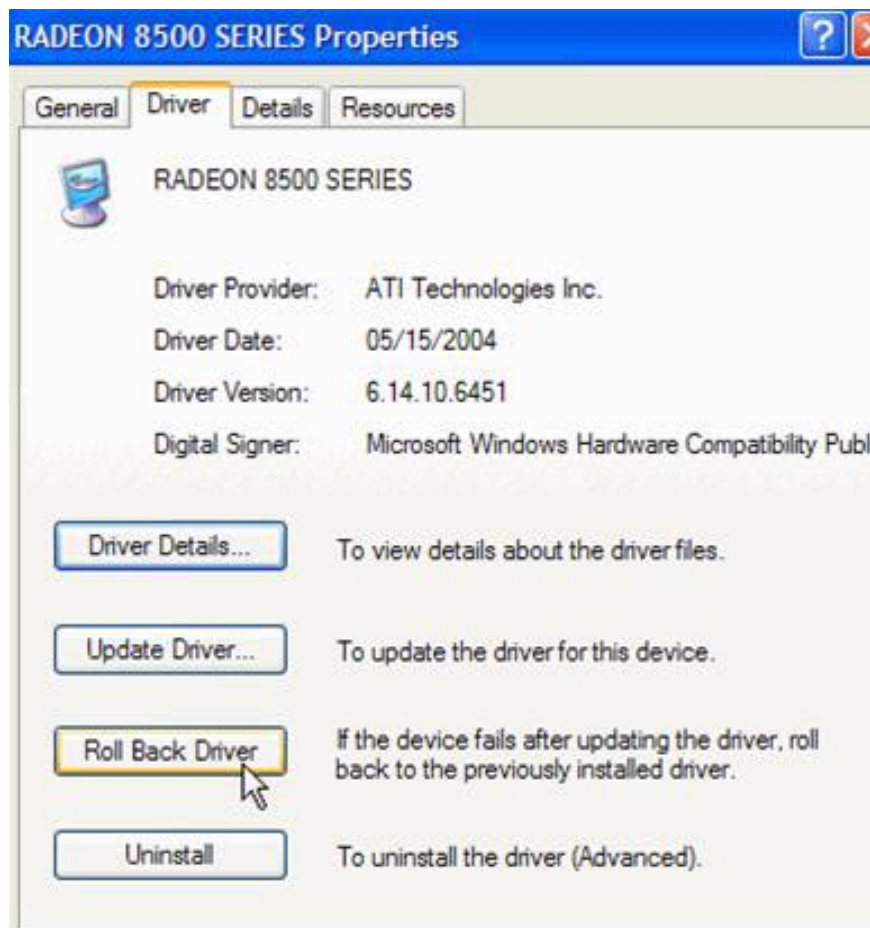 RADEON 8500 SERIES Properties
General Driver Details Resources
RADEON 8500 SERIES
Driver Provider: ATI Technologies Inc.
Driver Date: 05/15/2004
Driver Version: 6.14.10.6451
Digital Signer: Microsoft Windows Hardware Compatibility Publ
Driver Details... To view details about the driver files.
Update Driver... To update the driver for this device.
Roll Back Driver If the device fails after updating the driver, roll
back to the previously installed driver.
Uninstall To uninstall the driver (Advanced).